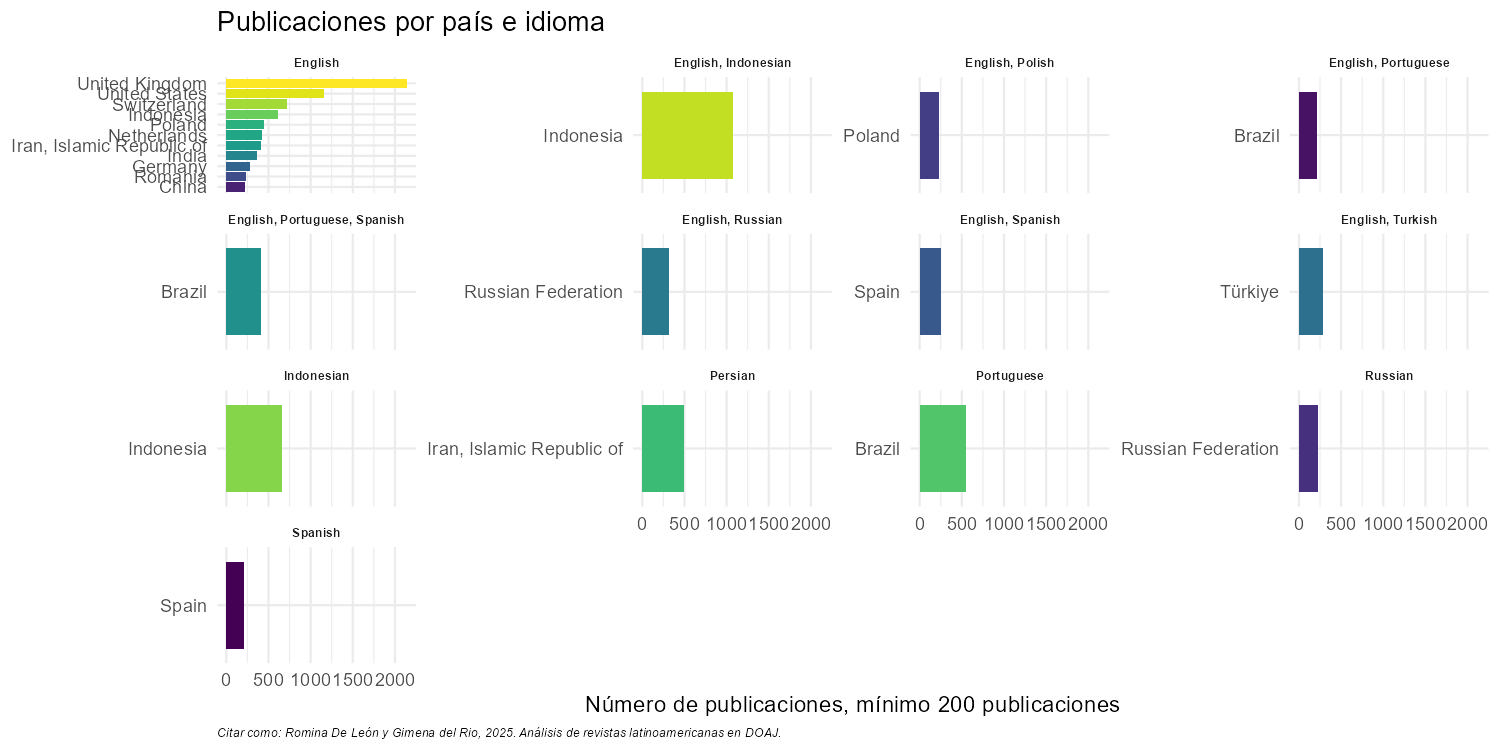 Publicaciones por país e idioma
English
United Kingdom
United States
Switzerland
Indonesia
Poland
Netherlands
Iran, Islamic Republic of
India
Germany
Romania
China
English, Indonesian
Indonesia
English, Polish
Poland
English, Portuguese
Brazil
English, Portuguese, Spanish
Brazil
English, Russian
Russian Federation
English, Spanish
Spain
English, Turkish
Türkiye
Indonesian
Indonesia
Persian
Iran, Islamic Republic of
Portuguese
Brazil
Russian
Russian Federation
0 500 1000 1500 2000
0 500 1000 1500 2000
0 500 1000 1500 2000
Spanish
Spain
0 500 1000 1500 2000
Número de publicaciones, mínimo 200 publicaciones
Citar como: Romina De León y Gimena del Rio, 2025. Análisis de revistas latinoamericanas en DOAJ.